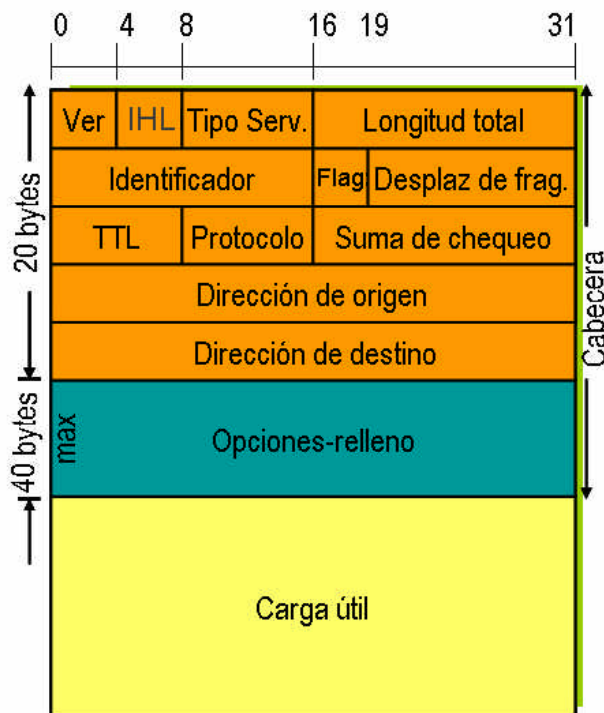 0 4 8 16 19 31
Ver IHL Tipo Serv. Longitud total
Identificador Flag Desplaz de frag.
TTL Protocolo Suma de chequeo
Dirección de origen
Dirección de destino
20 bytes
Cabecera
Opciones-relleno
40 bytes
max
Carga útil